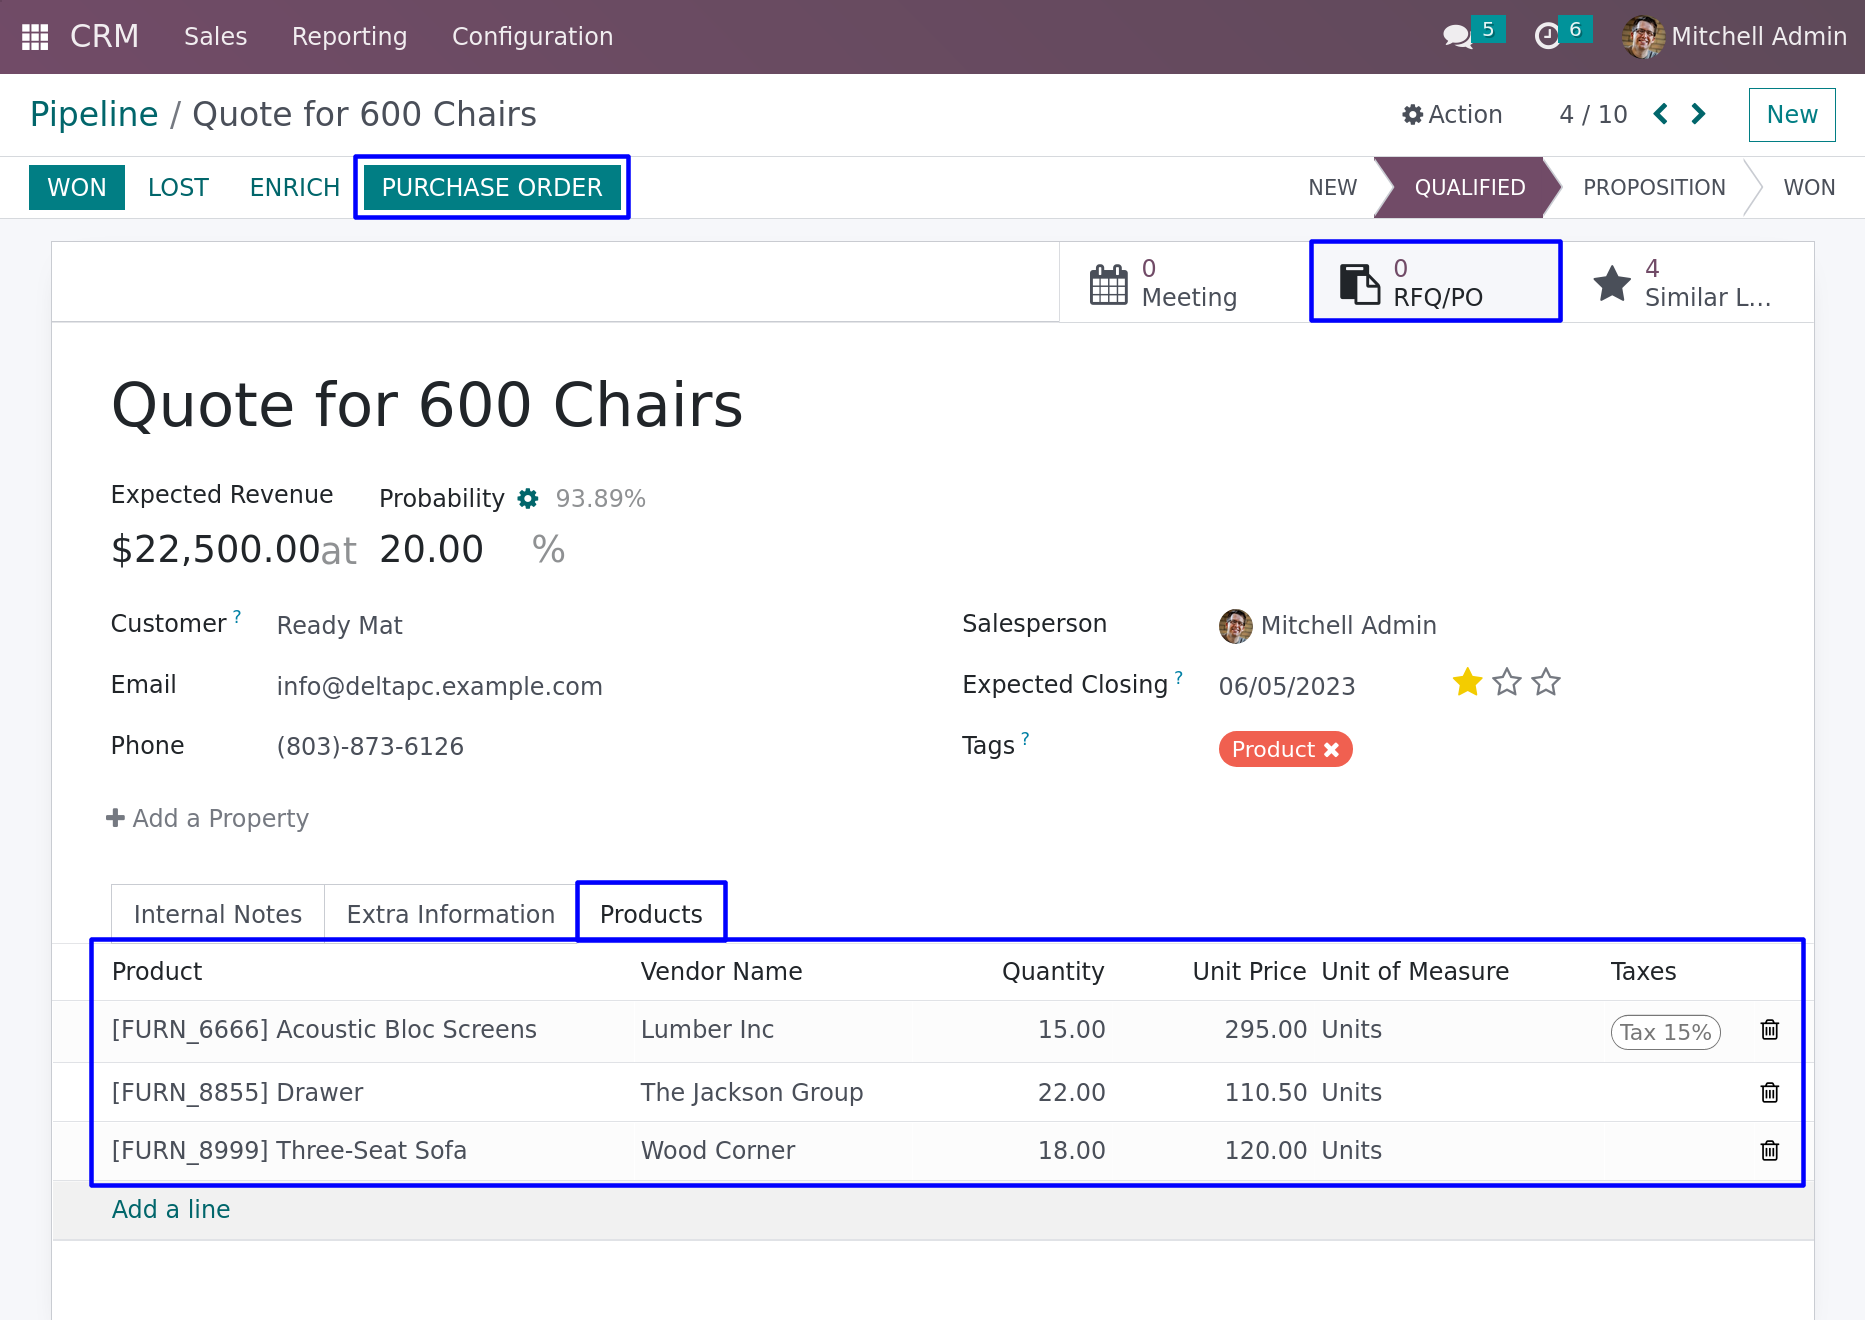 CRM Sales Reporting Configuration 5 6 Mitchell Admin
Pipeline / Quote for 600 Chairs Action 4 / 10 New
WON LOST ENRICH PURCHASE ORDER NEW QUALIFIED PROPOSITION WON
0 Meeting
0 RFQ/PO
4 Similar L...
Quote for 600 Chairs
Expected Revenue Probability 93.89%
$22,500.00 at 20.00 %
Customer ? Ready Mat
Salesperson Mitchell Admin
Email info@deltapc.example.com
Expected Closing ? 06/05/2023
Phone (803)-873-6126
Tags ? Product
Add a Property
Internal Notes Extra Information Products
Product Vendor Name Quantity Unit Price Unit of Measure Taxes
[FURN_6666] Acoustic Bloc Screens Lumber Inc 15.00 295.00 Units Tax 15%
[FURN_8855] Drawer The Jackson Group 22.00 110.50 Units
[FURN_8999] Three-Seat Sofa Wood Corner 18.00 120.00 Units
Add a line